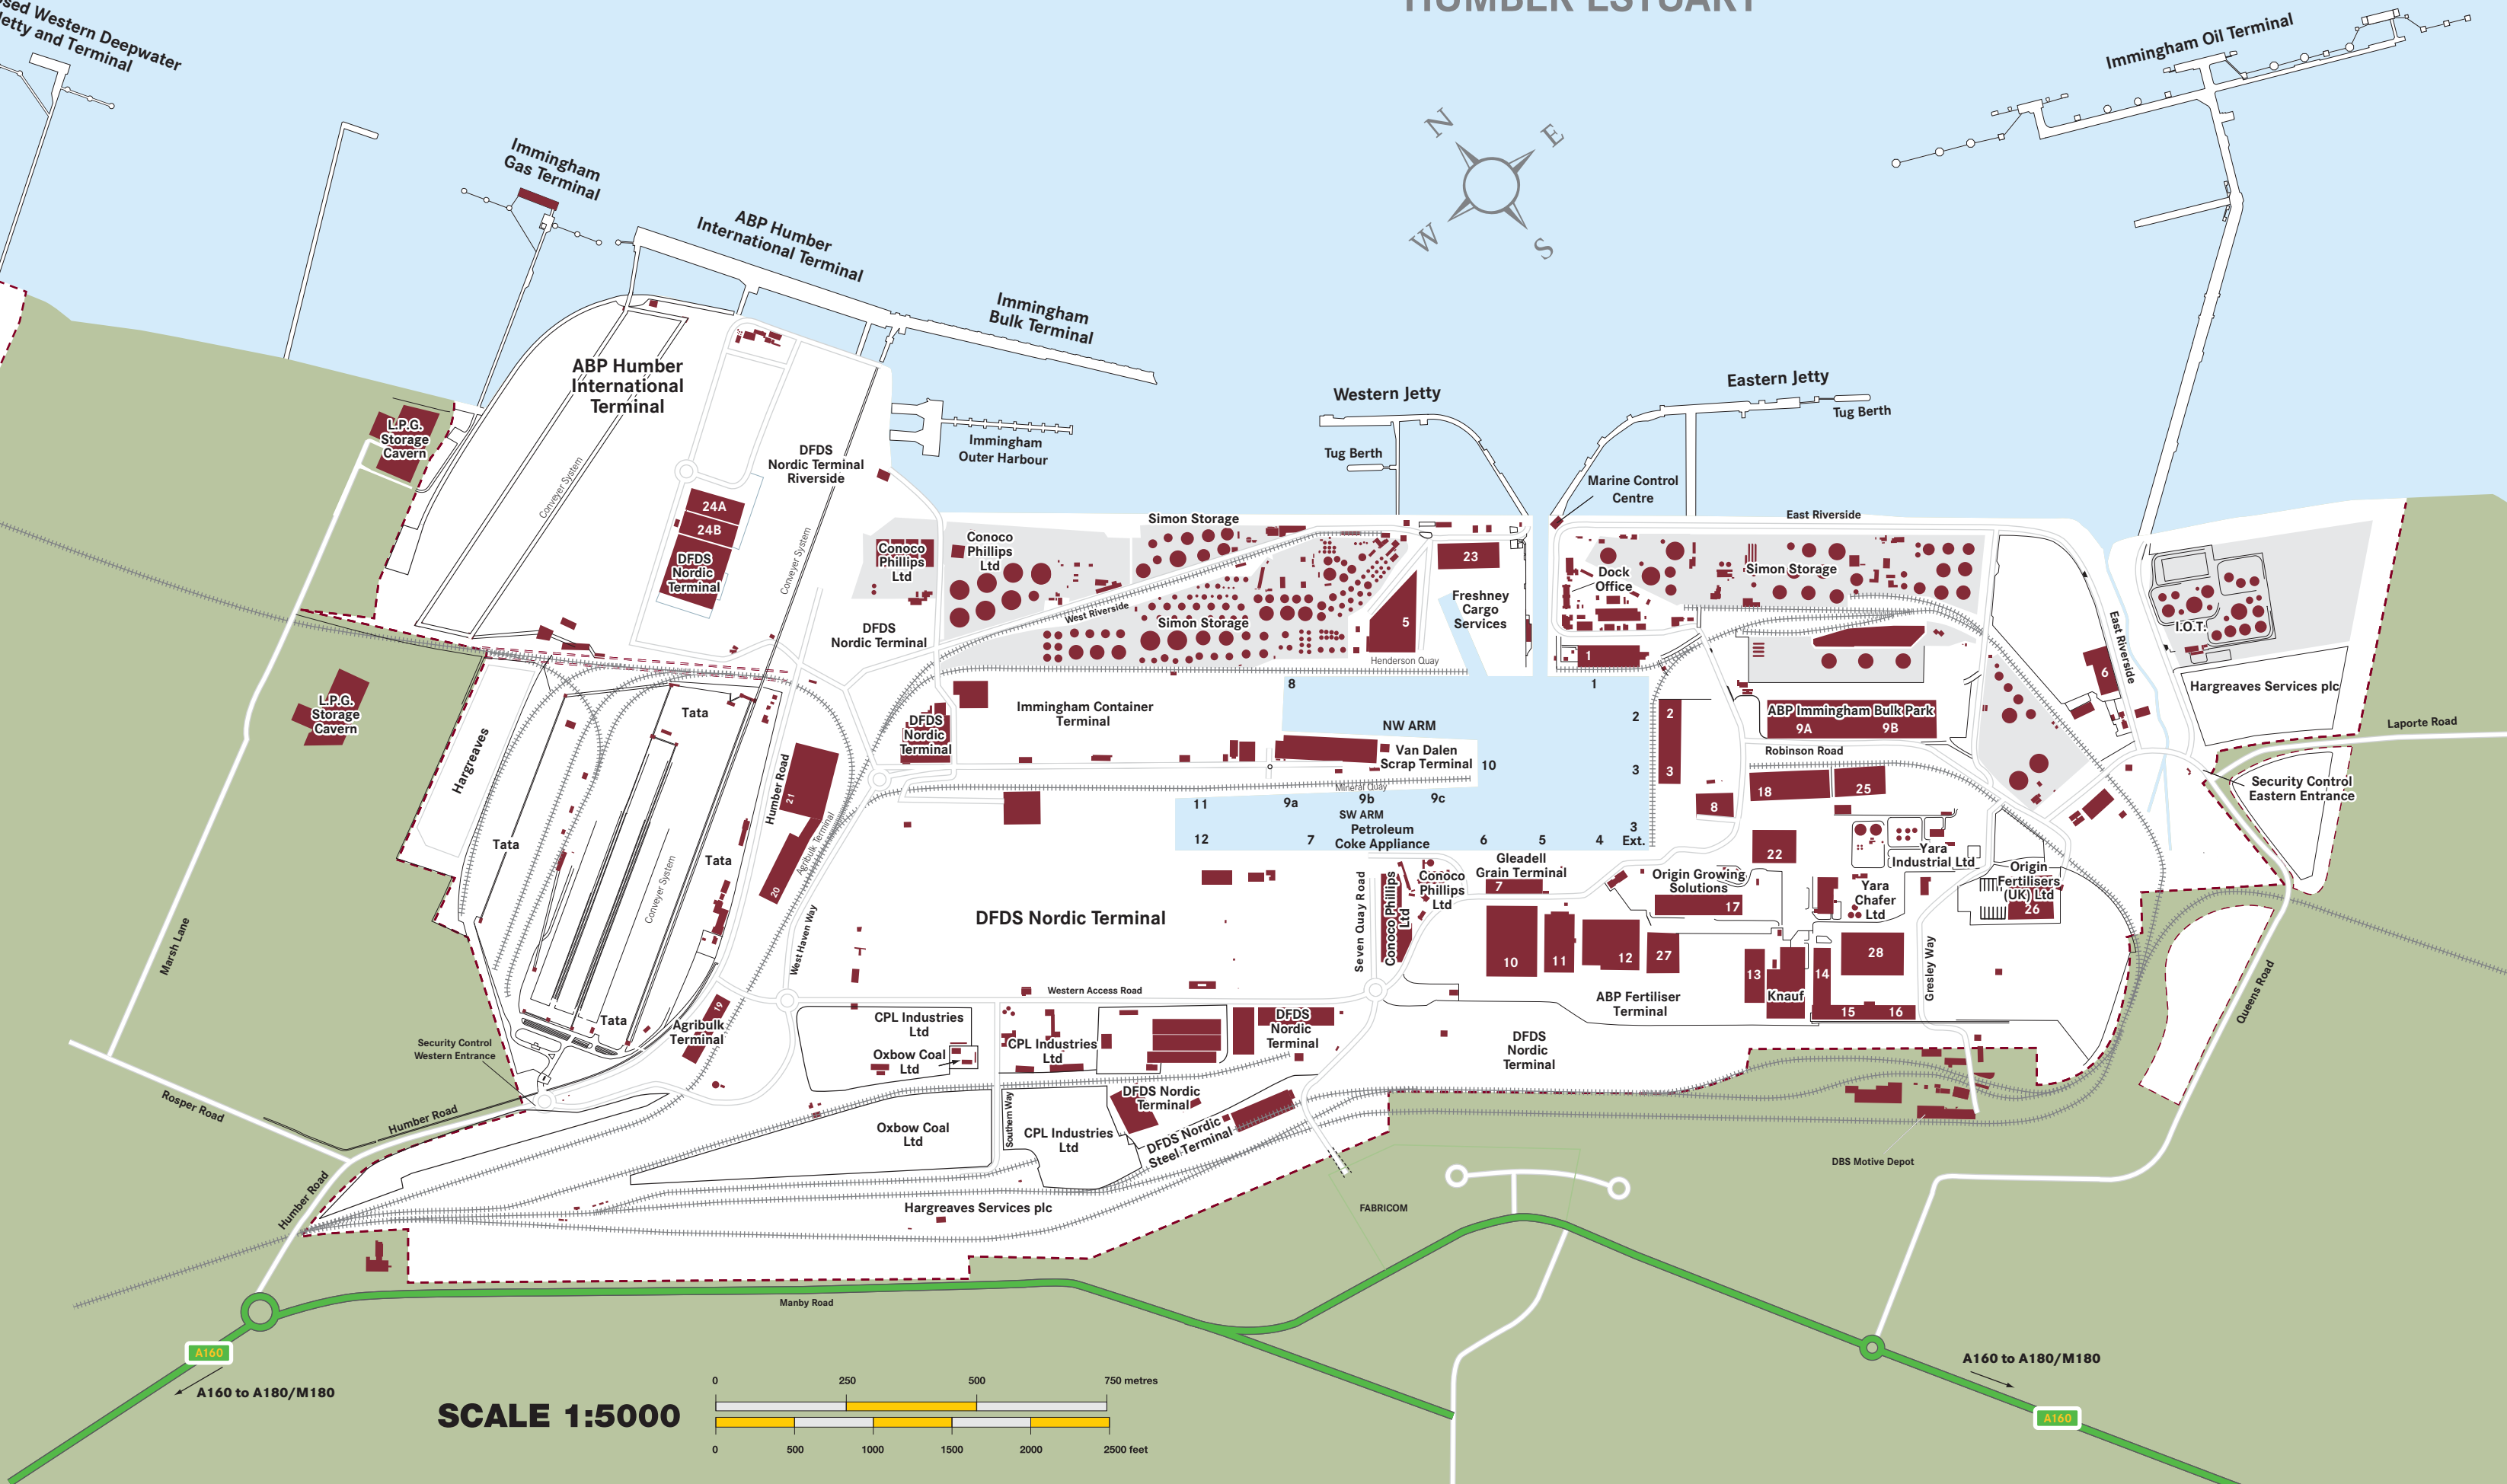 HUMBER ESTUARY
Western Deepwater
Jetty and Terminal
Immingham Oil Terminal
N
E
W
S
Immingham
Gas Terminal
ABP Humber
International Terminal
Immingham
Bulk Terminal
ABP Humber
International
Terminal
Western Jetty
Eastern Jetty
Tug Berth
Tug Berth
Immingham
Outer Harbour
L.P.G.
Storage
Cavern
Conveyer System
DFDS
Nordic Terminal
Riverside
Marine Control
Centre
24A
24B
DFDS
Nordic
Terminal
Conveyer System
Conoco
Phillips
Ltd
Conoco
Phillips
Ltd
Simon Storage
East Riverside
23
Simon Storage
Dock
Office
Freshney
Cargo
Services
West Riverside
Simon Storage
5
DFDS
Nordic Terminal
Henderson Quay
1
East Riverside
I.O.T.
6
Hargreaves Services plc
L.P.G.
Storage
Cavern
Laporte Road
8
1
2
2
Tata
Immingham Container
Terminal
DFDS
Nordic
Terminal
NW ARM
Van Dalen
Scrap Terminal
10
3
3
ABP Immingham Bulk Park
9A
9B
Robinson Road
Hargreaves
Humber Road
21
Mineral Quay
11
9a
9b
9c
SW ARM
Petroleum
Coke Appliance
12
7
6
5
4
3
Ext.
8
18
25
Security Control
Eastern Entrance
Tata
Tata
Agribulk Terminal
20
Conveyer System
22
Yara
Industrial Ltd
Gleadell
Grain Terminal
7
Origin Growing
Solutions
17
Yara
Chafer
Ltd
Origin
Fertilisers
(UK) Ltd
26
Conoco Phillips
Ltd
Conoco
Phillips
Ltd
Seven Quay Road
DFDS Nordic Terminal
West Haven Way
Marsh Lane
10
11
12
27
13
Knauf
14
28
15
16
Gresley Way
Queens Road
Western Access Road
ABP Fertiliser
Terminal
19
Agribulk
Terminal
Tata
CPL Industries
Ltd
Oxbow Coal
Ltd
CPL Industries
Ltd
DFDS
Nordic
Terminal
DFDS
Nordic
Terminal
Security Control
Western Entrance
Rosper Road
Humber Road
Oxbow Coal
Ltd
Southern Way
CPL Industries
Ltd
DFDS Nordic
Terminal
DFDS Nordic
Steel Terminal
DBS Motive Depot
Humber Road
Hargreaves Services plc
FABRICOM
Manby Road
A160
A160 to A180/M180
A160 to A180/M180
A160
SCALE 1:5000
0
250
500
750 metres
0
500
1000
1500
2000
2500 feet